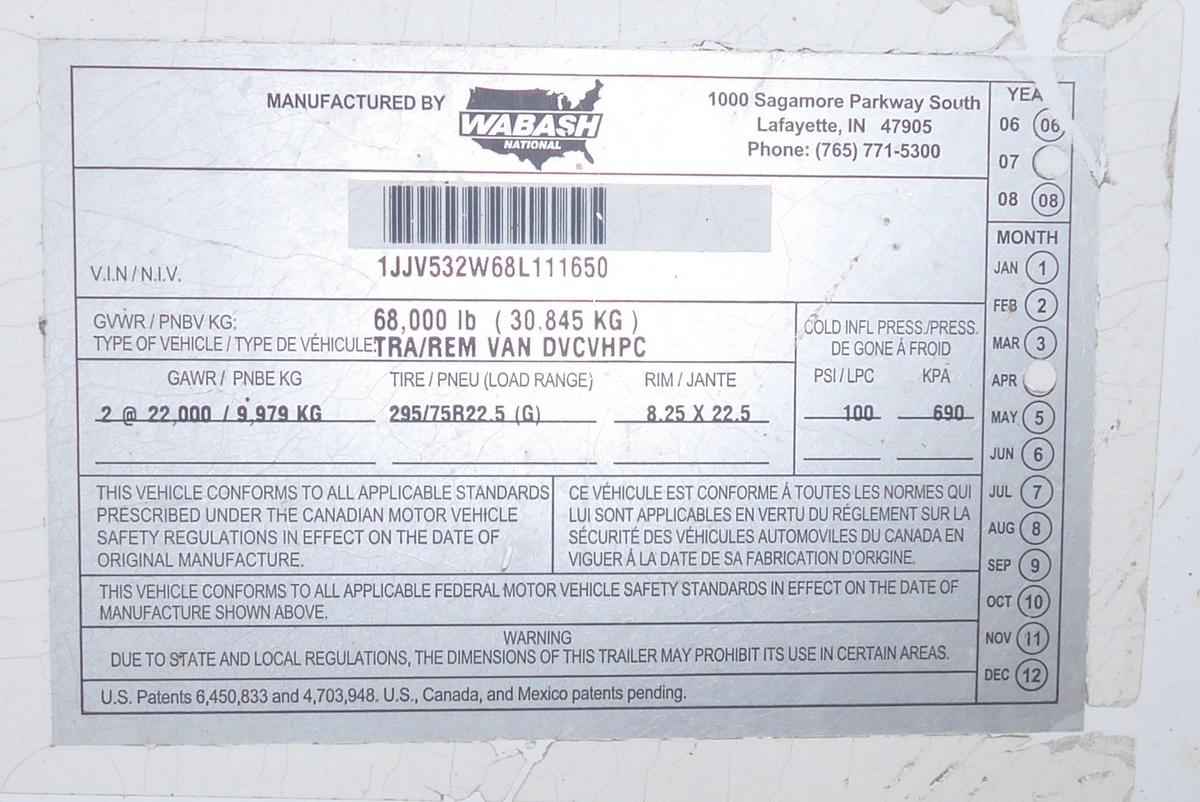 MANUFACTURED BY
WABASH
NATIONAL
®
1000 Sagamore Parkway South
Lafayette, IN 47905
Phone: (765) 771-5300
V.I.N / N.I.V.
1JJV532W68L111650
GVWR / PNBV KG: 68,000 lb ( 30,845 KG )
TYPE OF VEHICLE / TYPE DE VÉHICULE: TRA/REM VAN DVCVHPC
COLD INFL PRESS./PRESS.
DE GONE Á FROID
GAWR / PNBE KG TIRE / PNEU (LOAD RANGE) RIM / JANTE PSI / LPC KPA
2 @ 22,000 / 9,979 KG 295/75R22.5 (G) 8.25 X 22.5 100 690
THIS VEHICLE CONFORMS TO ALL APPLICABLE STANDARDS
PRESCRIBED UNDER THE CANADIAN MOTOR VEHICLE
SAFETY REGULATIONS IN EFFECT ON THE DATE OF
ORIGINAL MANUFACTURE.
CE VÉHICULE EST CONFORME Á TOUTES LES NORMES QUI
LUI SONT APPLICABLES EN VERTU DU RÉGLEMENT SUR LA
SÉCURITÉ DES VÉHICULES AUTOMOVILES DU CANADA EN
VIGUER Á LA DATE DE SA FABRICATION D'ORIGINE.
THIS VEHICLE CONFORMS TO ALL APPLICABLE FEDERAL MOTOR VEHICLE SAFETY STANDARDS IN EFFECT ON THE DATE OF
MANUFACTURE SHOWN ABOVE.
WARNING
DUE TO STATE AND LOCAL REGULATIONS, THE DIMENSIONS OF THIS TRAILER MAY PROHIBIT ITS USE IN CERTAIN AREAS.
U.S. Patents 6,450,833 and 4,703,948. U.S., Canada, and Mexico patents pending.
YEA
06 06
07
08 08
MONTH
JAN 1
FEB 2
MAR 3
APR
MAY 5
JUN 6
JUL 7
AUG 8
SEP 9
OCT 10
NOV 11
DEC 12